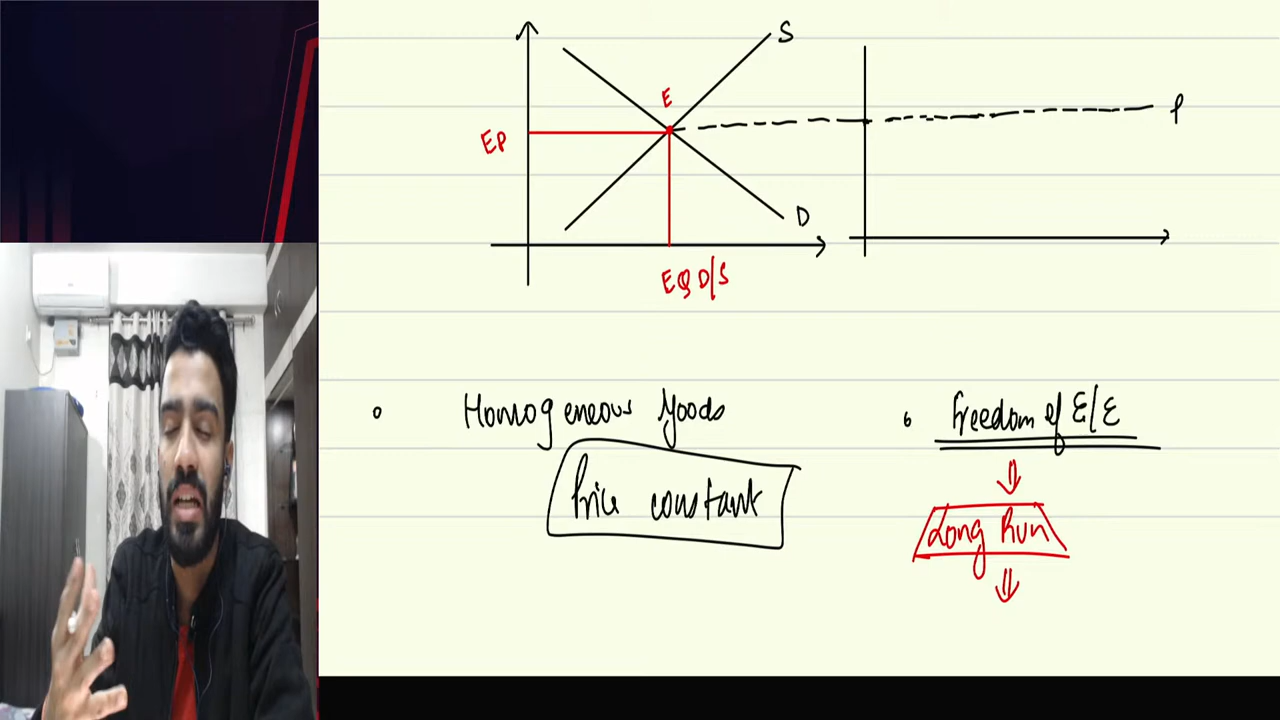 S
E
EP
P
D
EQ D/S
Homogeneous goods
Freedom of E/E
Price constant
Long Run